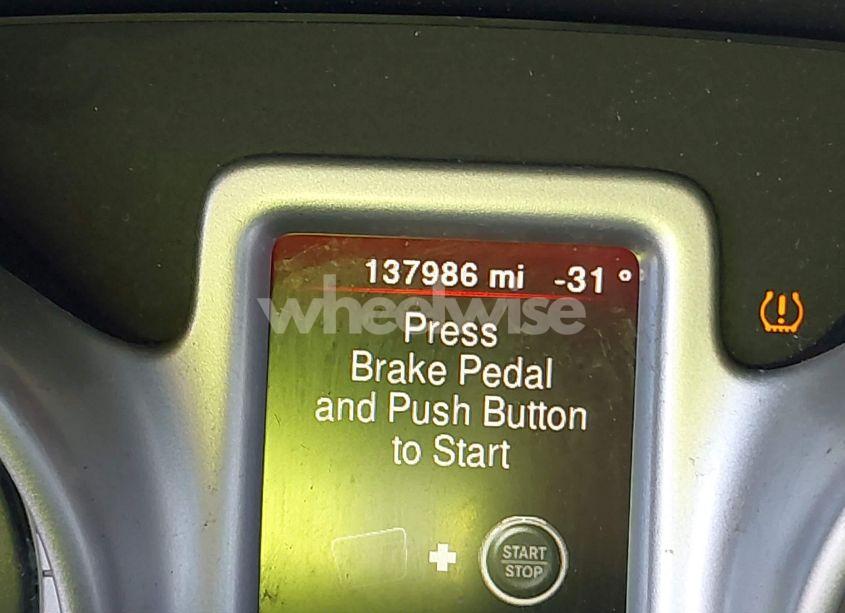 137986 mi -31 °
wheelwise
Press
Brake Pedal
and Push Button
to Start
START
STOP